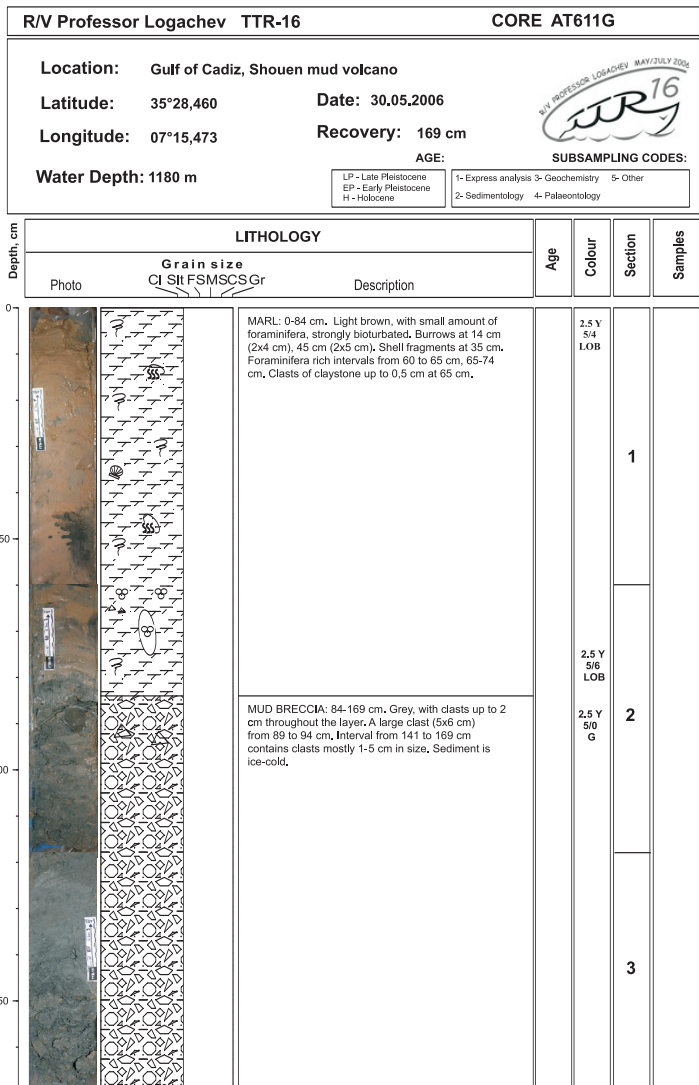 R/V Professor Logachev TTR-16 CORE AT611G
Location: Gulf of Cadiz, Shouen mud volcano
Latitude: 35°28,460 Date: 30.05.2006
Longitude: 07°15,473 Recovery: 169 cm
Water Depth: 1180 m
R/V PROFESSOR LOGACHEV MAY/JULY 2006
TTR 16
AGE:
LP - Late Pleistocene
EP - Early Pleistocene
H - Holocene
SUBSAMPLING CODES:
1- Express analysis 3- Geochemistry 5- Other
2- Sedimentology 4- Palaeontology
Depth, cm
LITHOLOGY
Photo
Grain size
Cl Slt FS MS CS Gr
Description
Age
Colour
Section
Samples
0
MARL: 0-84 cm. Light brown, with small amount of
foraminifera, strongly bioturbated. Burrows at 14 cm
(2x4 cm), 45 cm (2x5 cm). Shell fragments at 35 cm.
Foraminifera rich intervals from 60 to 65 cm, 65-74
cm. Clasts of claystone up to 0,5 cm at 65 cm.
2.5 Y
5/4
LOB
1
50
2.5 Y
5/6
LOB
MUD BRECCIA: 84-169 cm. Grey, with clasts up to 2
cm throughout the layer. A large clast (5x6 cm)
from 89 to 94 cm. Interval from 141 to 169 cm
contains clasts mostly 1-5 cm in size. Sediment is
ice-cold.
2.5 Y
5/0
G
2
00
3
50